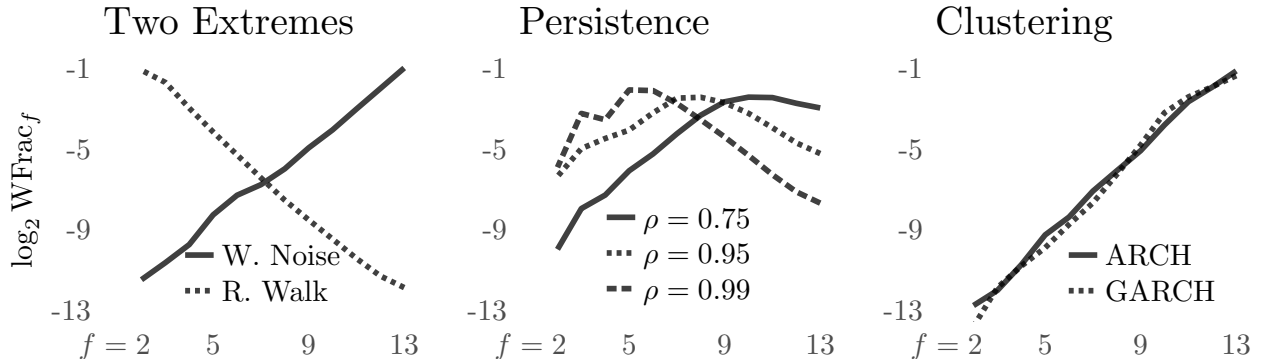 Two Extremes
Persistence
Clustering
log₂ WFrac_f
-1
-5
-9
-13
W. Noise
R. Walk
f = 2
5
9
13
-1
-5
-9
-13
ρ = 0.75
ρ = 0.95
ρ = 0.99
f = 2
5
9
13
-1
-5
-9
-13
ARCH
GARCH
f = 2
5
9
13